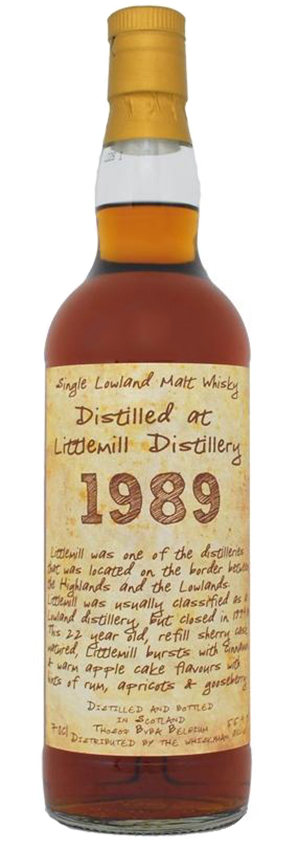 Single Lowland Malt Whisky
Distilled at
Littlemill Distillery
1989
Littlemill was one of the distilleries
that was located on the border between
the Highlands and the Lowlands.
Littlemill was usually classified as a
Lowland distillery, but closed in 1994
This 22 year old, refill sherry cask
matured, Littlemill bursts with
& warm apple cake flavours with
hints of rum, apricots & gooseberry
Distilled and bottled
in Scotland
70cl Thosop Bvba Belgium
Distributed by the whiskyman